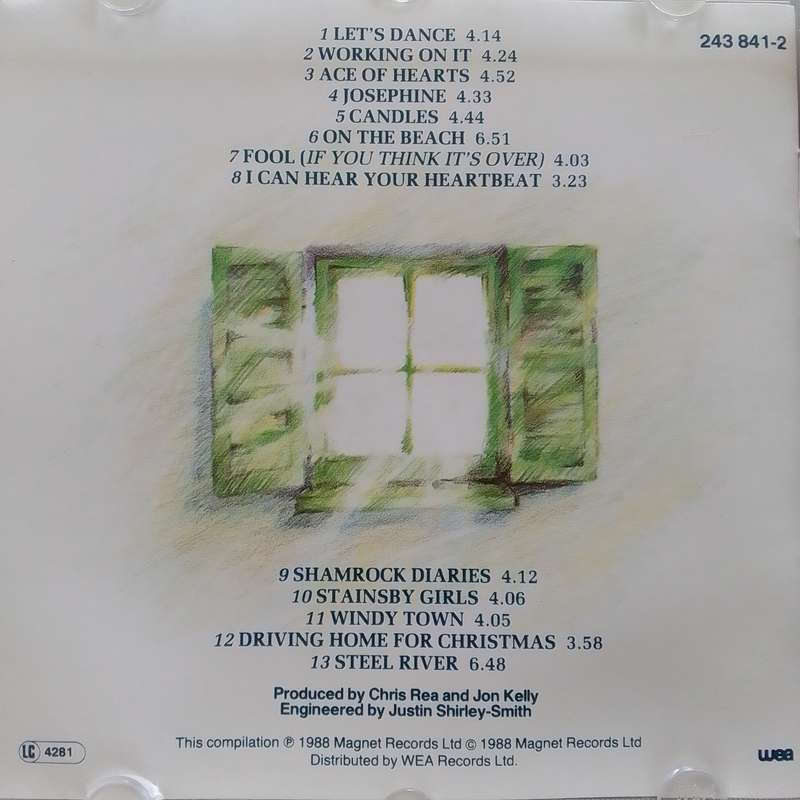 1 LET'S DANCE 4.14
243 841-2
2 WORKING ON IT 4.24
3 ACE OF HEARTS 4.52
4 JOSEPHINE 4.33
5 CANDLES 4.44
6 ON THE BEACH 6.51
7 FOOL (IF YOU THINK IT'S OVER) 4.03
8 I CAN HEAR YOUR HEARTBEAT 3.23
9 SHAMROCK DIARIES 4.12
10 STAINSBY GIRLS 4.06
11 WINDY TOWN 4.05
12 DRIVING HOME FOR CHRISTMAS 3.58
13 STEEL RIVER 6.48
Produced by Chris Rea and Jon Kelly
Engineered by Justin Shirley-Smith
This compilation ℗ 1988 Magnet Records Ltd © 1988 Magnet Records Ltd
Distributed by WEA Records Ltd.
LC 4281
wea